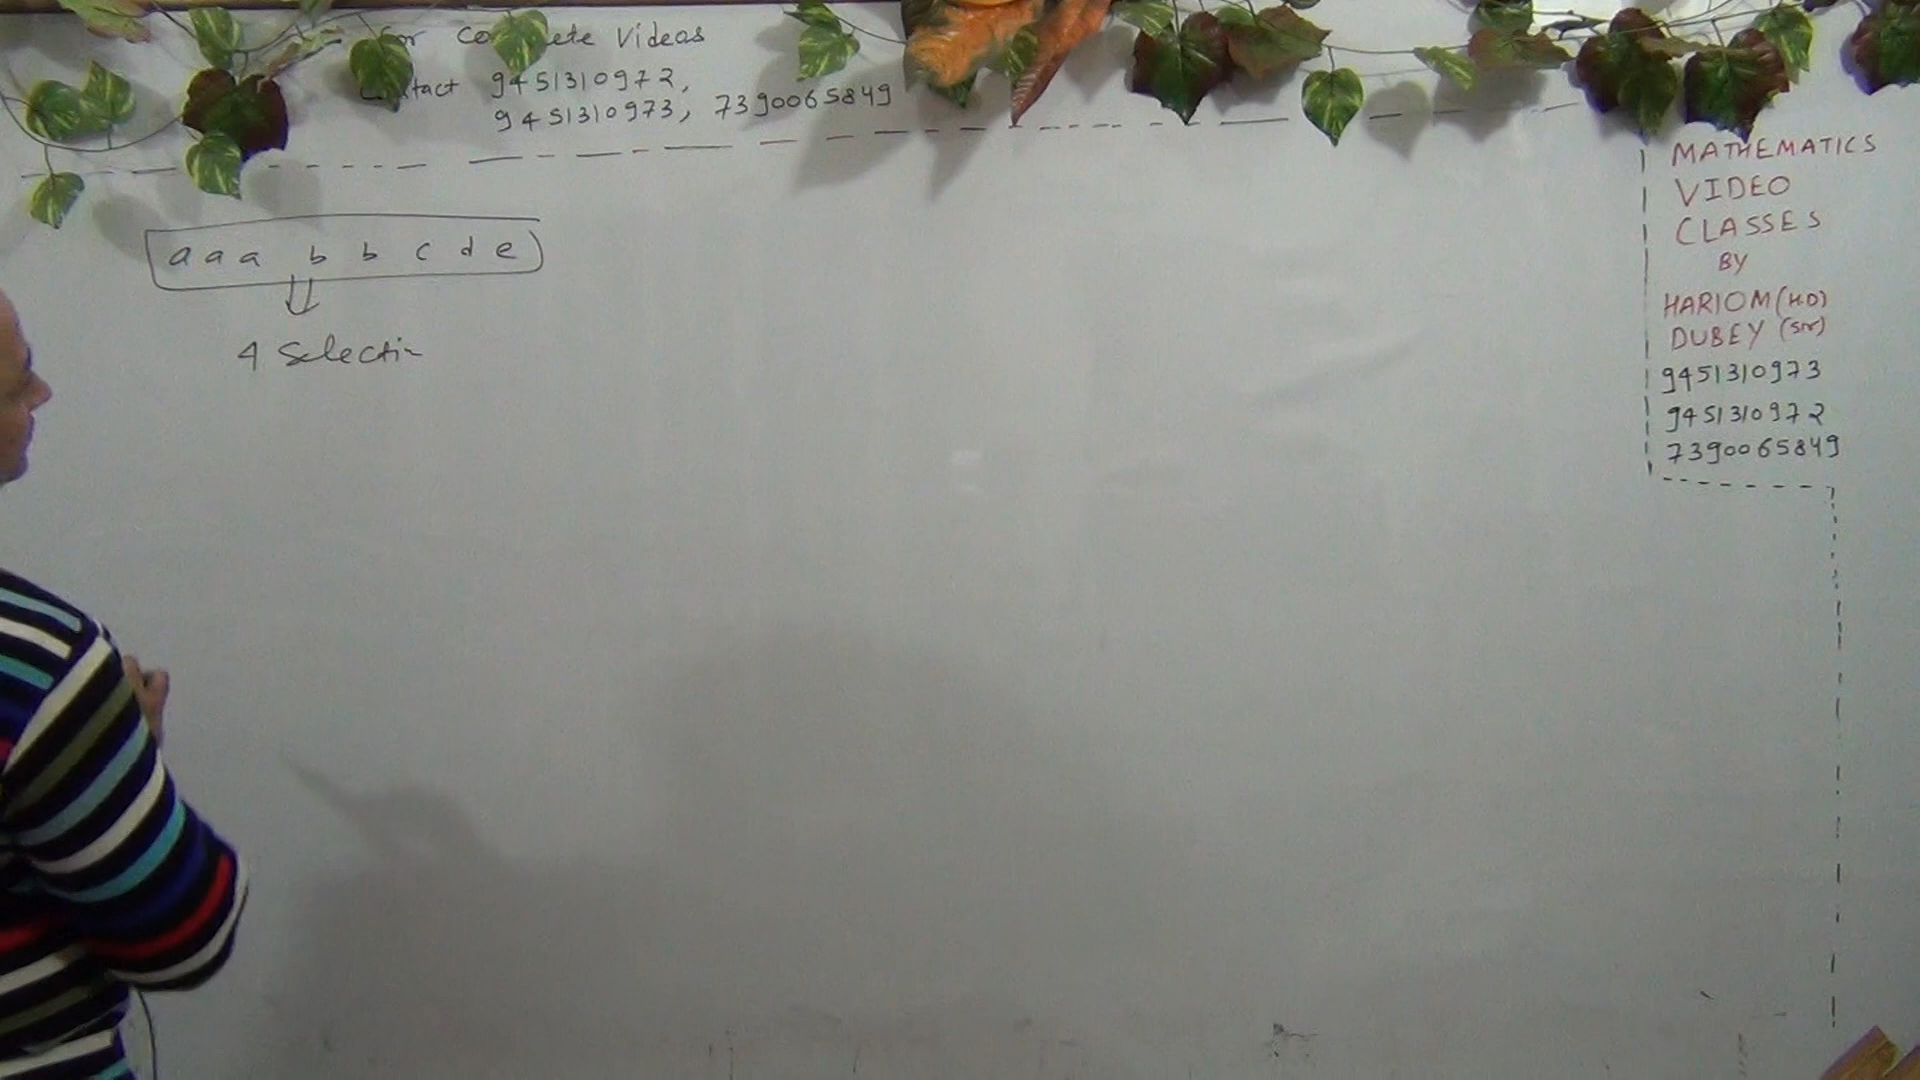 For Complete Videos
Contact 9451310972,
9451310973, 7390065849
MATHEMATICS
VIDEO
CLASSES
BY
HARIOM (H.D)
DUBEY (Sir)
9451310973
9451310972
7390065849
a a a b b c d e
4 Selection